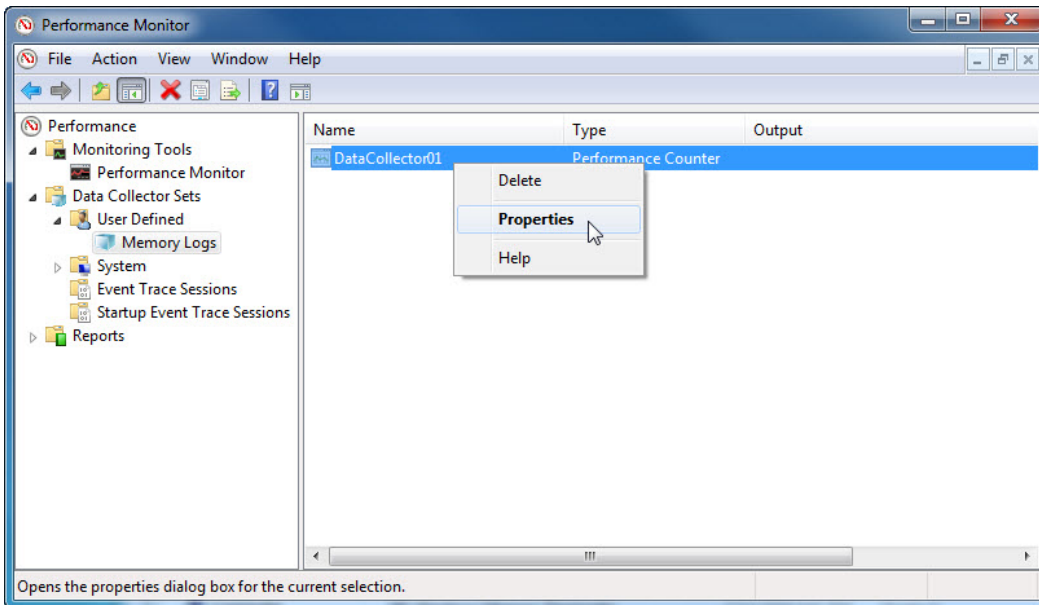 Performance Monitor
File Action View Window Help
Performance
Monitoring Tools
Performance Monitor
Data Collector Sets
User Defined
Memory Logs
System
Event Trace Sessions
Startup Event Trace Sessions
Reports
Name Type Output
DataCollector01 Performance Counter
Delete
Properties
Help
Opens the properties dialog box for the current selection.